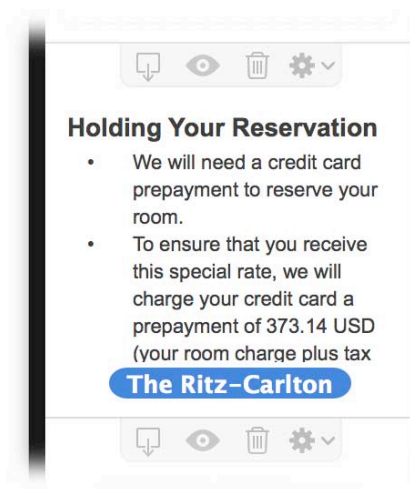 Holding Your Reservation
• We will need a credit card
prepayment to reserve your
room.
• To ensure that you receive
this special rate, we will
charge your credit card a
prepayment of 373.14 USD
(your room charge plus tax
The Ritz-Carlton